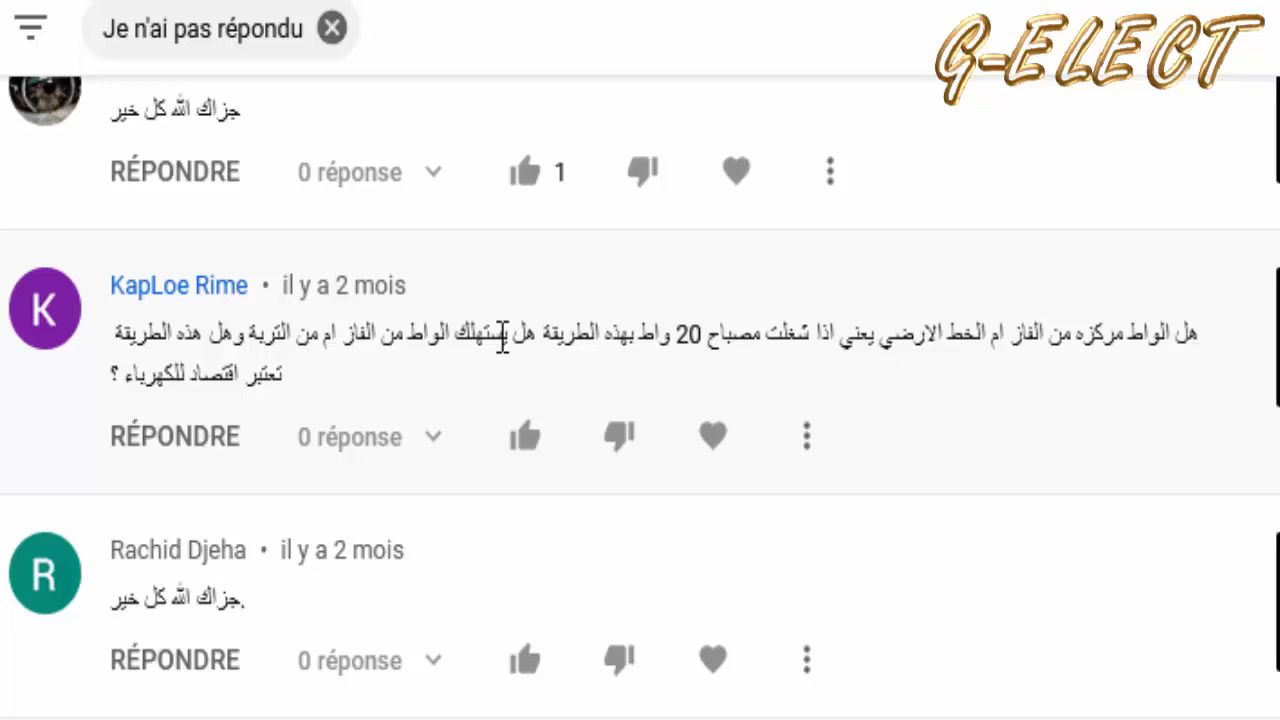 Je n'ai pas répondu
G-ELECT
جزاك الله كل خير
RÉPONDRE 0 réponse 1
KapLoe Rime • il y a 2 mois
هل الواط مركزه من الفاز ام الخط الارضي يعني اذا شغلت مصباح 20 واط بهذه الطريقة هل يستهلك الواط من الفاز ام من التربة وهل هذه الطريقة
تعتبر اقتصاد للكهرباء ؟
RÉPONDRE 0 réponse
K
Rachid Djeha • il y a 2 mois
جزاك الله كل خير.
RÉPONDRE 0 réponse
R